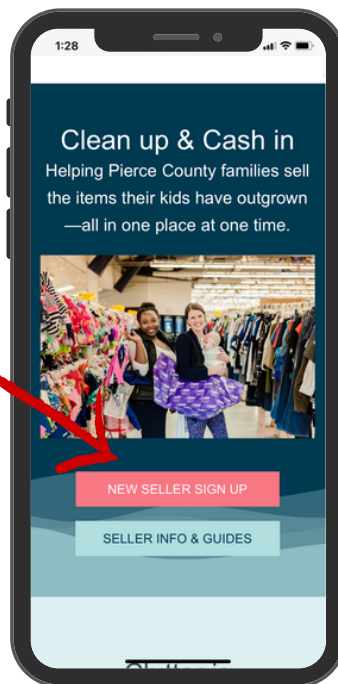 1:28
Clean up & Cash in
Helping Pierce County families sell
the items their kids have outgrown
—all in one place at one time.
NEW SELLER SIGN UP
SELLER INFO & GUIDES